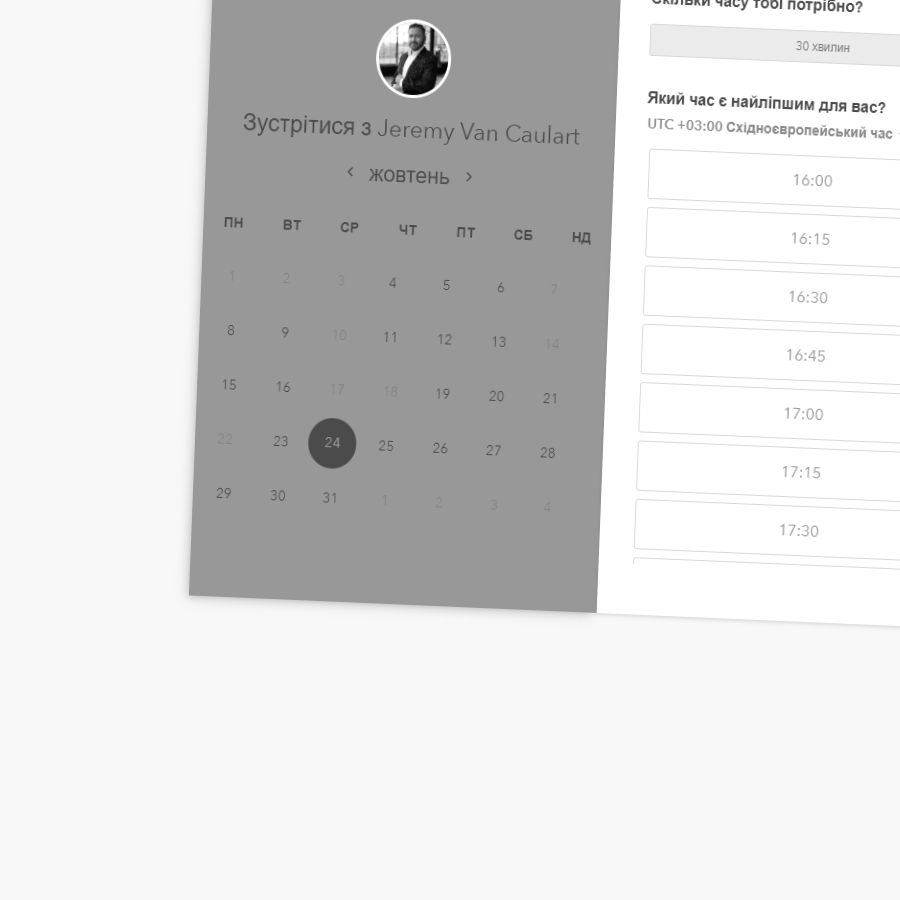 Зустрітися з Jeremy Van Caulart
‹ жовтень ›
ПН ВТ СР ЧТ ПТ СБ НД
1 2 3 4 5 6 7
8 9 10 11 12 13 14
15 16 17 18 19 20 21
22 23 24 25 26 27 28
29 30 31 1 2 3 4
Скільки часу тобі потрібно?
30 хвилин
Який час є найліпшим для вас?
UTC +03:00 Східноєвропейський час
16:00
16:15
16:30
16:45
17:00
17:15
17:30